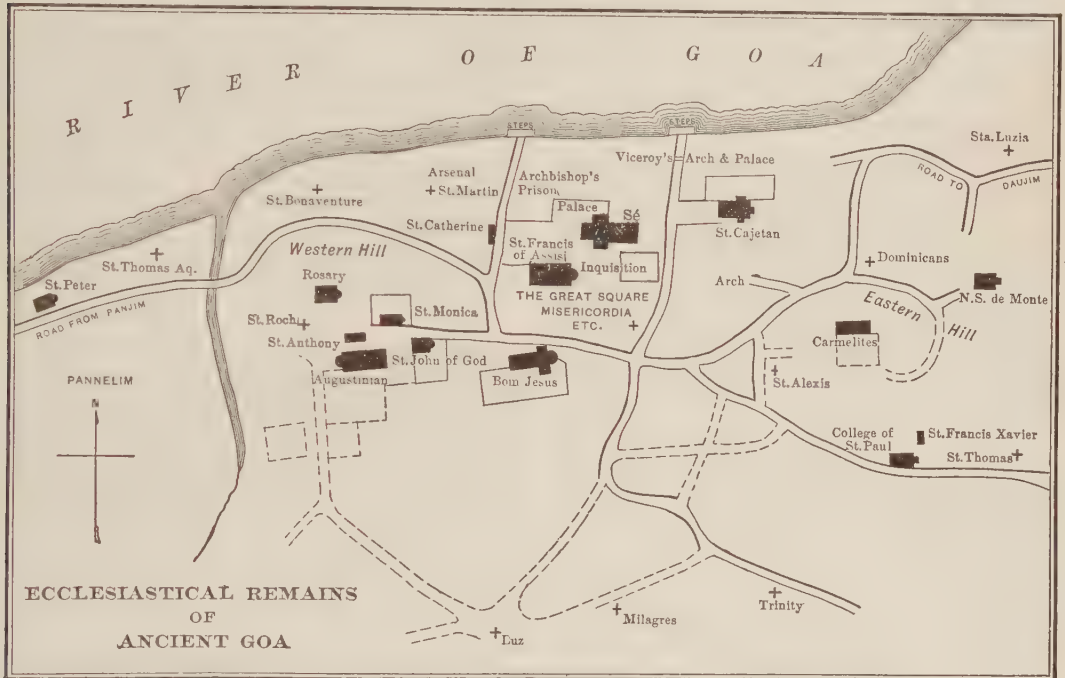 RIVER OF GOA
STEPS
STEPS
Sta. Luzia
Viceroy's Arch & Palace
ROAD TO
DAUJIM
Arsenal
St. Martin
Archbishop's
Prison
Palace
Sé
St. Bonaventure
St. Catherine
St. Cajetan
Western Hill
St. Francis
of Assisi
Inquisition
St. Thomas Aq.
Dominicans
Rosary
Arch
St. Peter
THE GREAT SQUARE
MISERICORDIA
ETC.
N.S. de Monte
Eastern
Hill
ROAD FROM PANJIM
St. Monica
St. Roch
St. Anthony
St. John of God
Carmelites
PANNELIM
Augustinian
Bom Jesus
St. Alexis
N
College of
St. Paul
St. Francis Xavier
St. Thomas
ECCLESIASTICAL REMAINS
OF
ANCIENT GOA
Trinity
Milagres
Luz